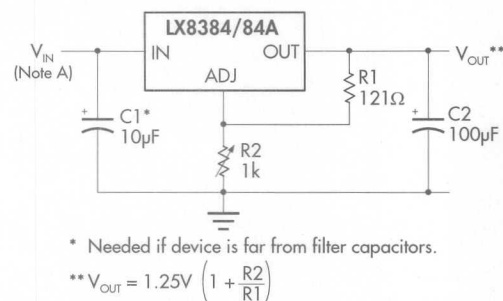 LX8384/84A
V_IN
(Note A)
IN
OUT
V_OUT**
ADJ
R1
121Ω
C1*
10µF
C2
100µF
R2
1k
* Needed if device is far from filter capacitors.
** V_OUT = 1.25V (1 + R2/R1)